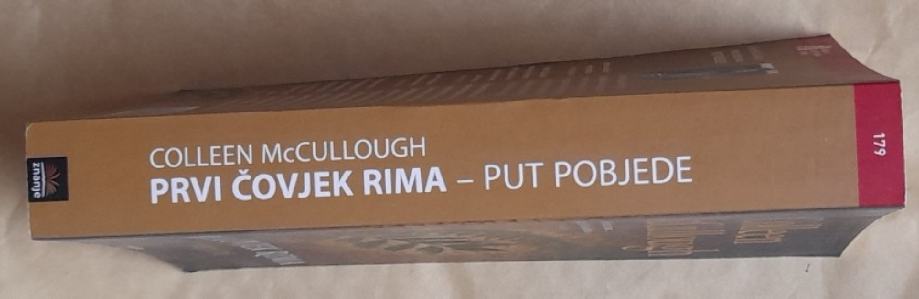 COLLEEN McCULLOUGH
PRVI ČOVJEK RIMA – PUT POBJEDE
znanje
179